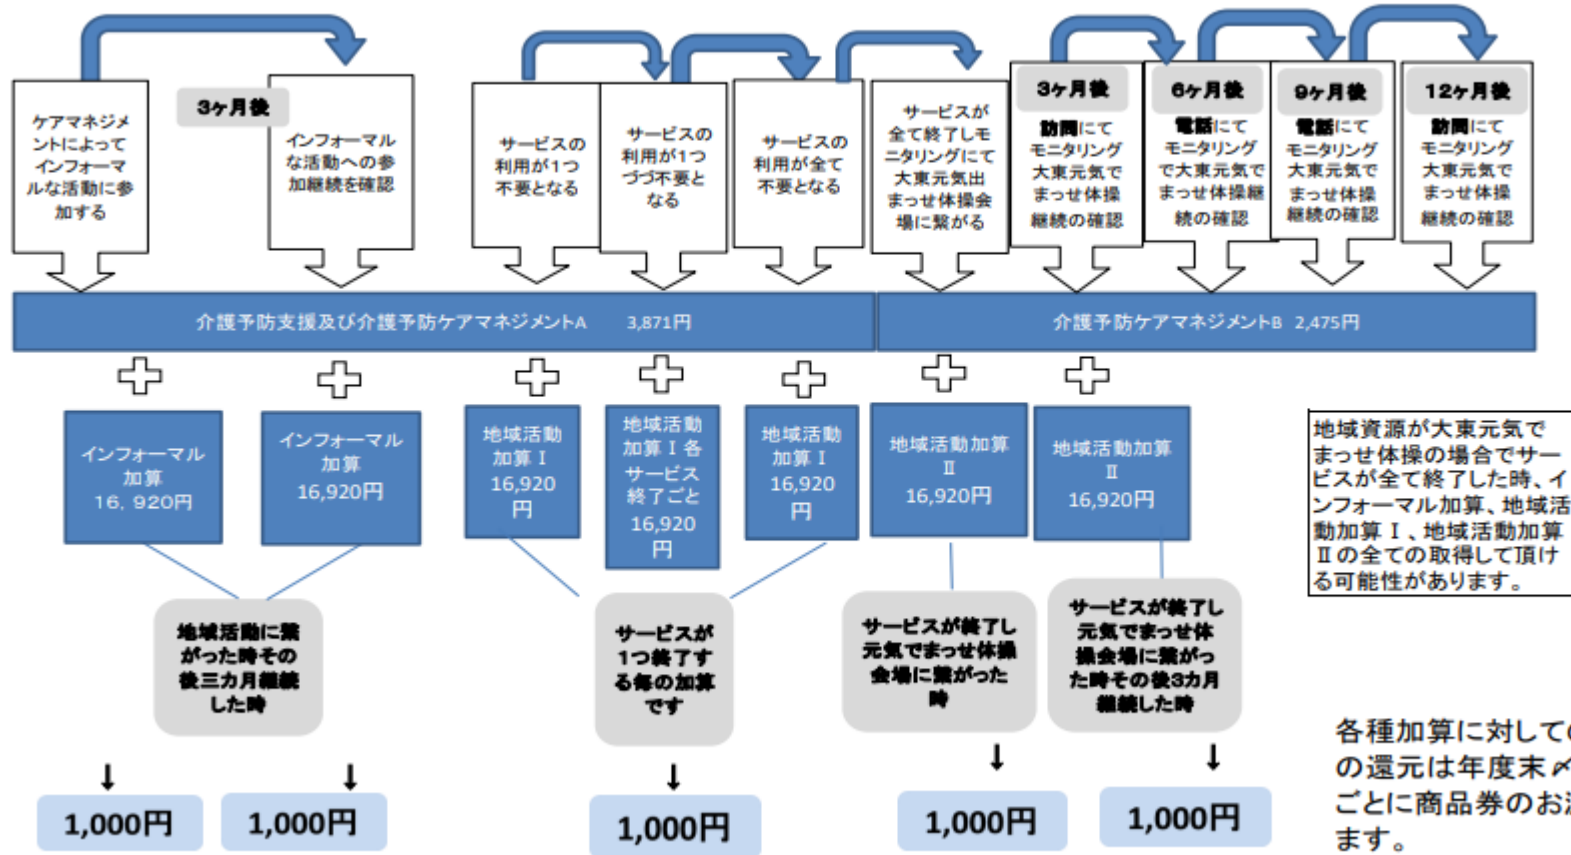 ケアマネジメ
ントによって
インフォーマ
ルな活動に参
加する
3ヶ月後
インフォーマル
な活動への参
加継続を確認
サービスの
利用が1つ
不要となる
サービスの
利用が1つ
づつ不要と
なる
サービスの
利用が全て
不要となる
サービスが
全て終了しモ
ニタリングにて
大東元気出
まっせ体操会
場に繋がる
3ヶ月後
訪問にて
モニタリング
大東元気で
まっせ体操
継続の確認
6ヶ月後
電話にて
モニタリング
で大東元気で
まっせ体操継
続の確認
9ヶ月後
電話にて
モニタリング
大東元気で
まっせ体操
継続の確認
12ヶ月後
訪問にて
モニタリング
大東元気で
まっせ体操
継続の確認
介護予防支援及び介護予防ケアマネジメントA 3,871円
介護予防ケアマネジメントB 2,475円
インフォーマル
加算
16,920円
インフォーマル
加算
16,920円
地域活動
加算Ⅰ
16,920
円
地域活動
加算Ⅰ各
サービス
終了ごと
16,920
円
地域活動
加算Ⅰ
16,920
円
地域活動加算
Ⅱ
16,920円
地域活動加算
Ⅱ
16,920円
地域資源が大東元気で
まっせ体操の場合でサー
ビスが全て終了した時、イ
ンフォーマル加算、地域活
動加算Ⅰ、地域活動加算
Ⅱの全ての取得して頂け
る可能性があります。
地域活動に繋
がった時その
後三カ月継続
した時
サービスが
1つ終了す
る毎の加算
です
サービスが終了し
元気でまっせ体操
会場に繋がった
時
サービスが終了し
元気でまっせ体
操会場に繋がっ
た時その後3カ月
継続した時
1,000円
1,000円
1,000円
1,000円
1,000円
各種加算に対して
の還元は年度末〆
ごとに商品券のお
ます。